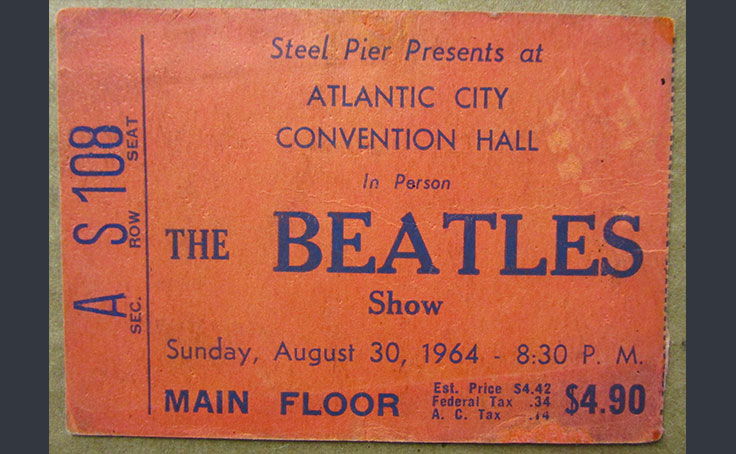 Steel Pier Presents at
ATLANTIC CITY
CONVENTION HALL
In Person
THE BEATLES
Show
Sunday, August 30, 1964 - 8:30 P. M.
MAIN FLOOR
Est. Price $4.42
Federal Tax .34
A. C. Tax .14
$4.90
A S 108
SEC. ROW SEAT